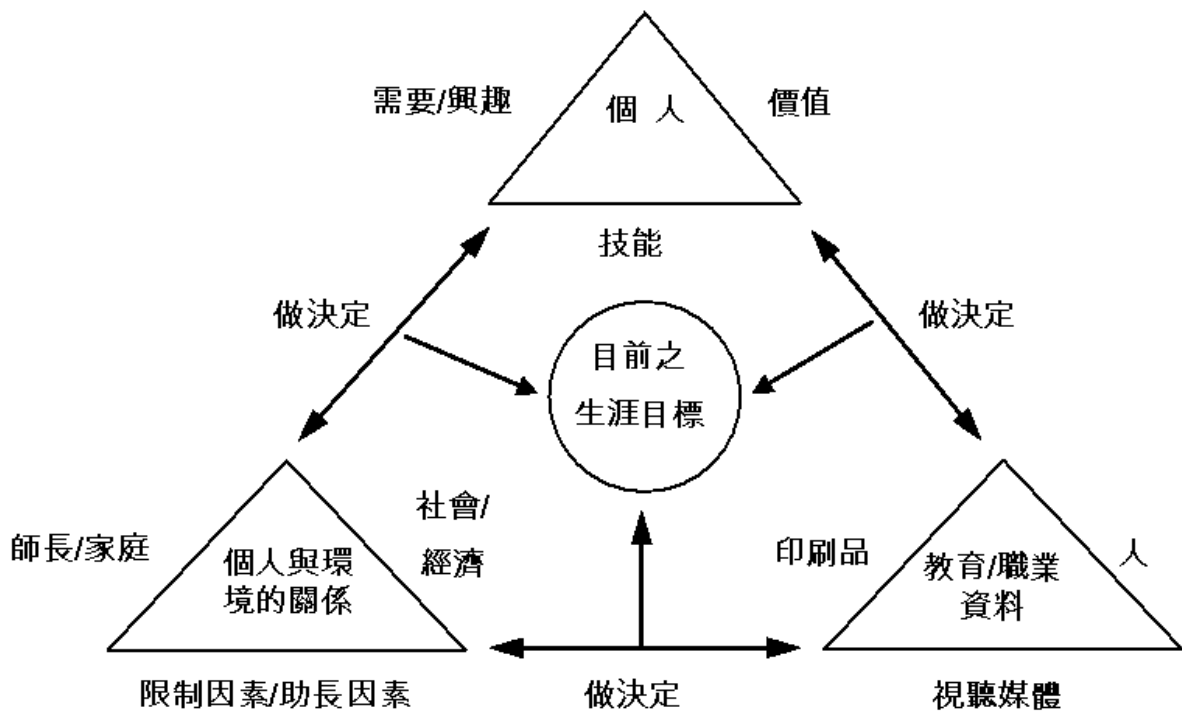 需要/興趣
個 人
價值
技能
做決定
做決定
目前之
生涯目標
師長/家庭
個人與環
境的關係
社會/
經濟
限制因素/助長因素
做決定
印刷品
教育/職業
資料
人
視聽媒體